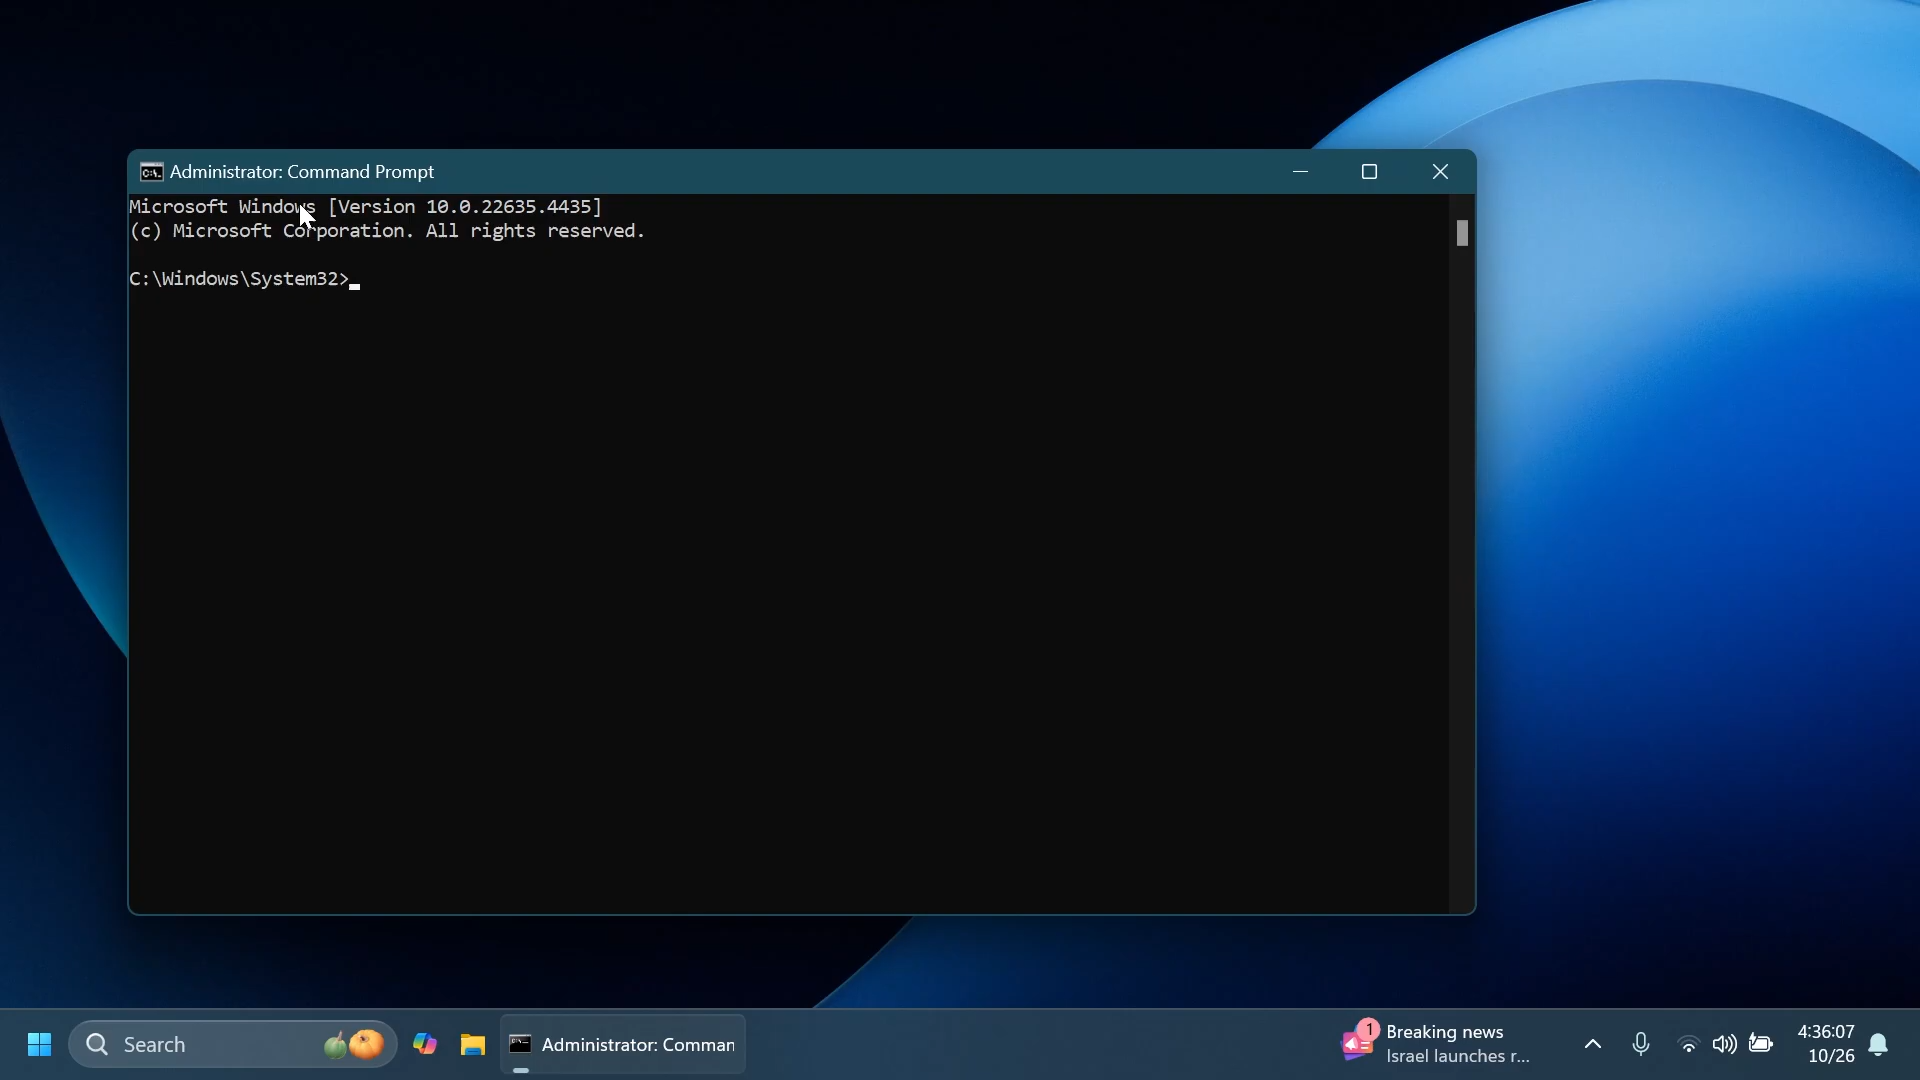 Administrator: Command Prompt
Microsoft Windows [Version 10.0.22635.4435]
(c) Microsoft Corporation. All rights reserved.
C:\Windows\System32>
Search
Administrator: Comman
1
Breaking news
Israel launches r...
4:36:07
10/26